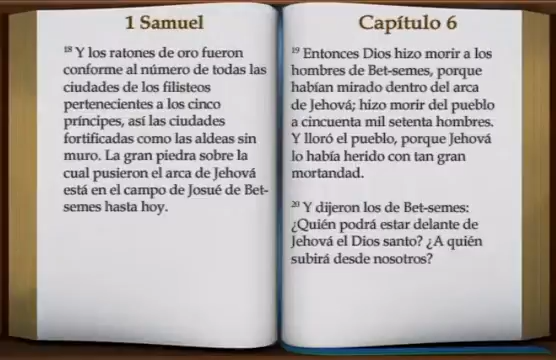 1 Samuel
¹⁸ Y los ratones de oro fueron
conforme al número de todas las
ciudades de los filisteos
pertenecientes a los cinco
príncipes, así las ciudades
fortificadas como las aldeas sin
muro. La gran piedra sobre la
cual pusieron el arca de Jehová
está en el campo de Josué de Bet-
semes hasta hoy.
Capítulo 6
¹⁹ Entonces Dios hizo morir a los
hombres de Bet-semes, porque
habían mirado dentro del arca
de Jehová; hizo morir del pueblo
a cincuenta mil setenta hombres.
Y lloró el pueblo, porque Jehová
lo había herido con tan gran
mortandad.
²⁰ Y dijeron los de Bet-semes:
¿Quién podrá estar delante de
Jehová el Dios santo? ¿A quién
subirá desde nosotros?